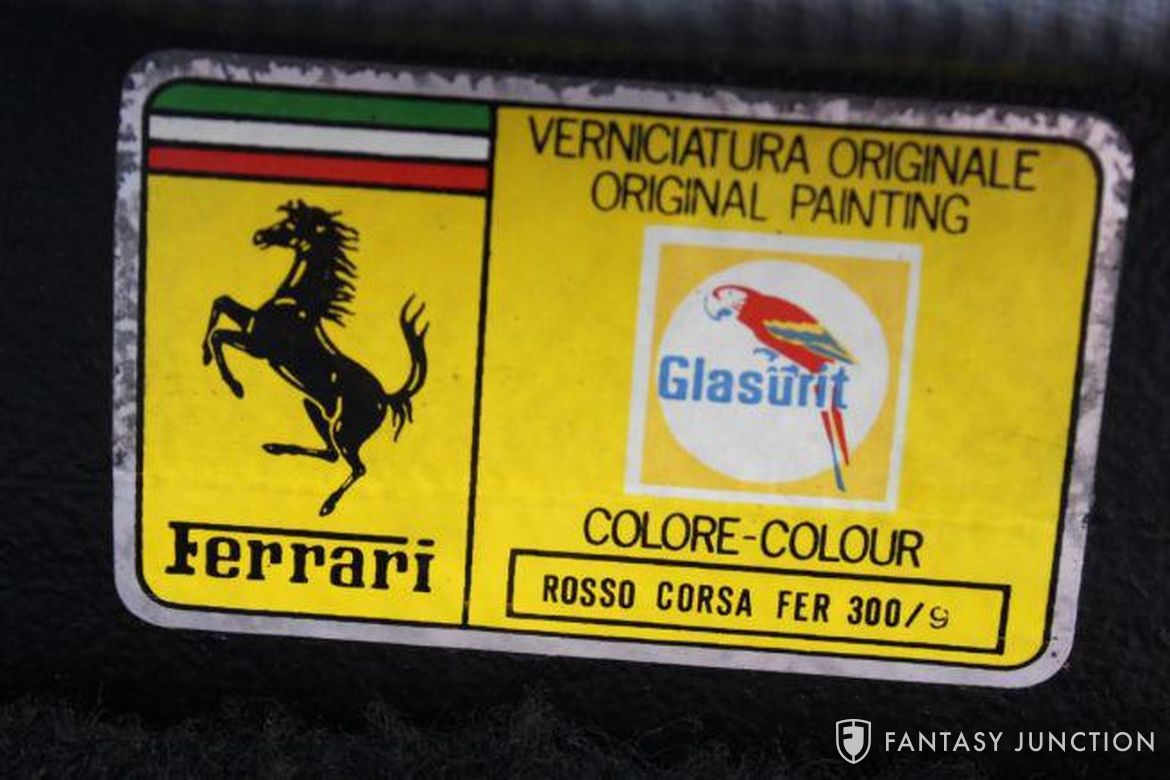 VERNICIATURA ORIGINALE
ORIGINAL PAINTING
Glasurit
COLORE-COLOUR
ROSSO CORSA FER 300/9
Ferrari
FANTASY JUNCTION